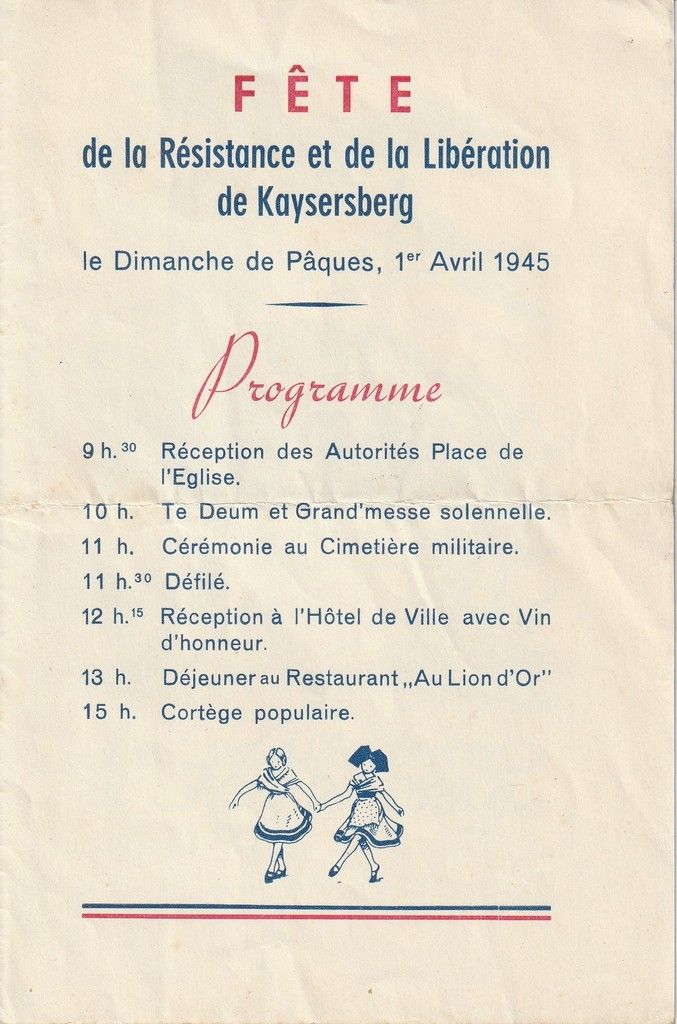 FÊTE
de la Résistance et de la Libération
de Kaysersberg
le Dimanche de Pâques, 1er Avril 1945
Programme
9 h.30 Réception des Autorités Place de
l'Eglise.
10 h. Te Deum et Grand'messe solennelle.
11 h. Cérémonie au Cimetière militaire.
11 h.30 Défilé.
12 h.15 Réception à l'Hôtel de Ville avec Vin
d'honneur.
13 h. Déjeuner au Restaurant „Au Lion d'Or"
15 h. Cortège populaire.